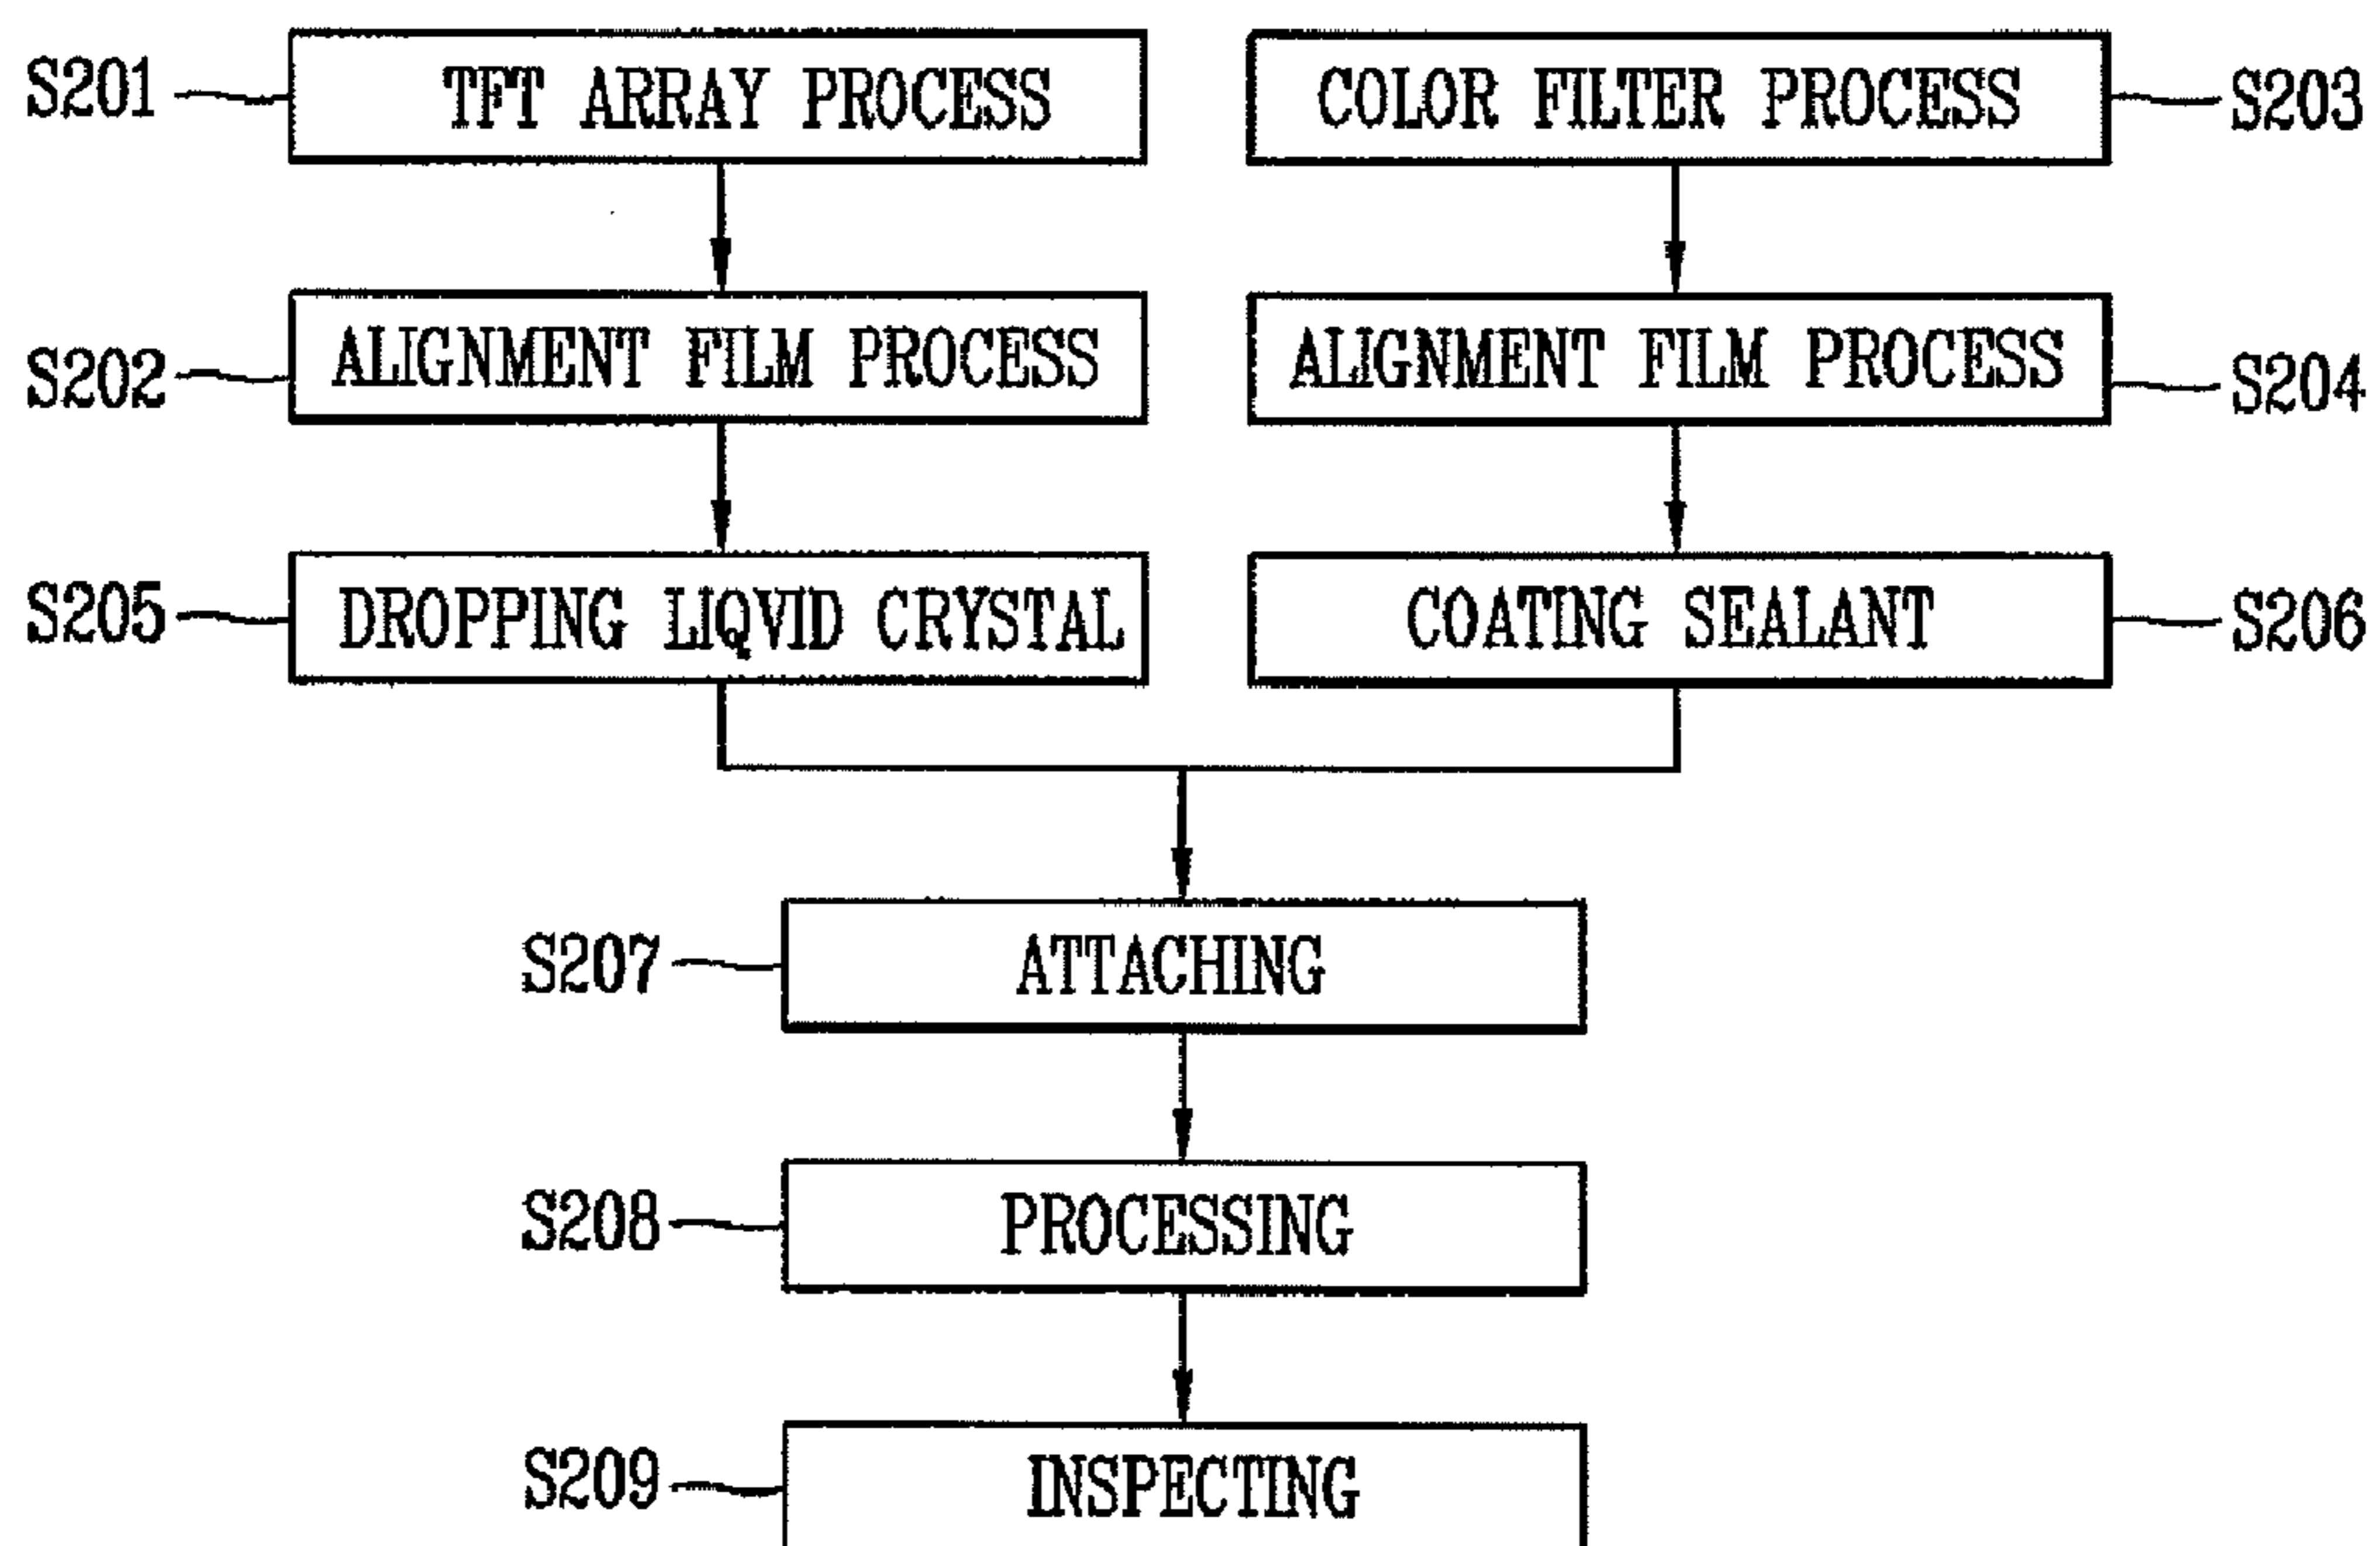 S201 TFT ARRAY PROCESS COLOR FILTER PROCESS S203
S202 ALIGNMENT FILM PROCESS ALIGNMENT FILM PROCESS S204
S205 DROPPING LIQVID CRYSTAL COATING SEALANT S206
S207 ATTACHING
S208 PROCESSING
S209 INSPECTING